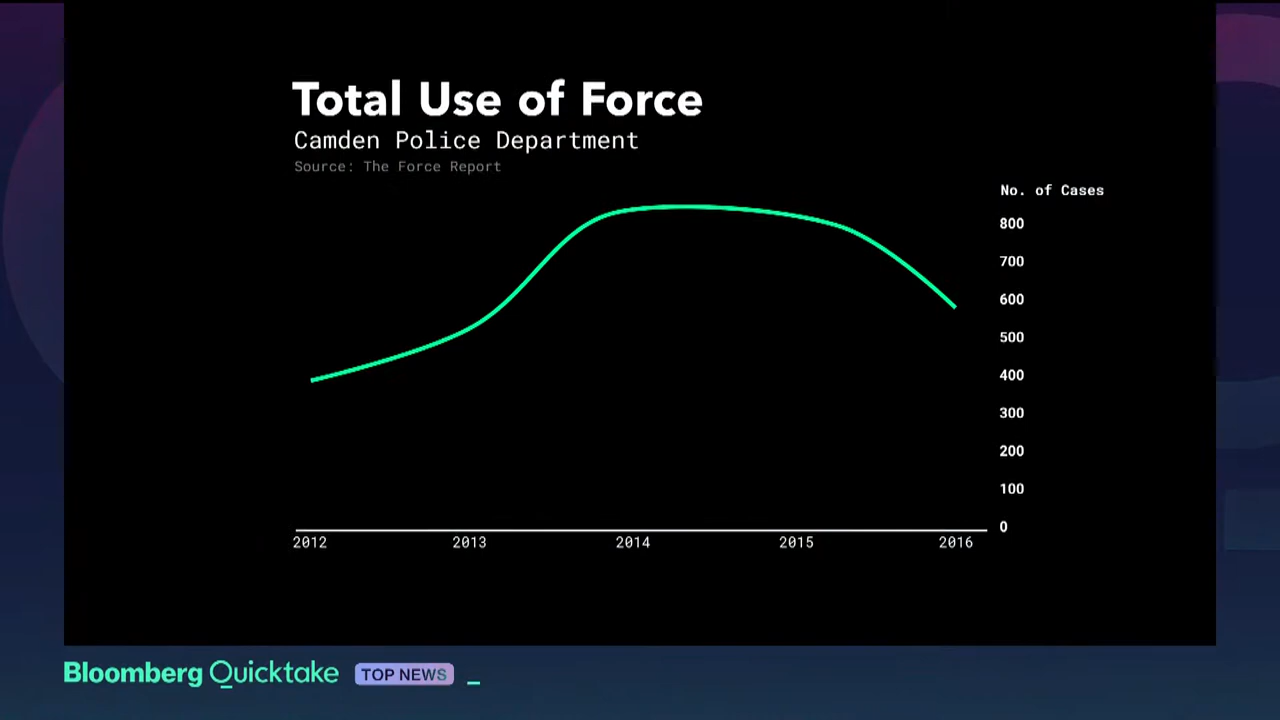 Total Use of Force
Camden Police Department
Source: The Force Report
No. of Cases
800
700
600
500
400
300
200
100
0
2012 2013 2014 2015 2016
Bloomberg Quicktake TOP NEWS _